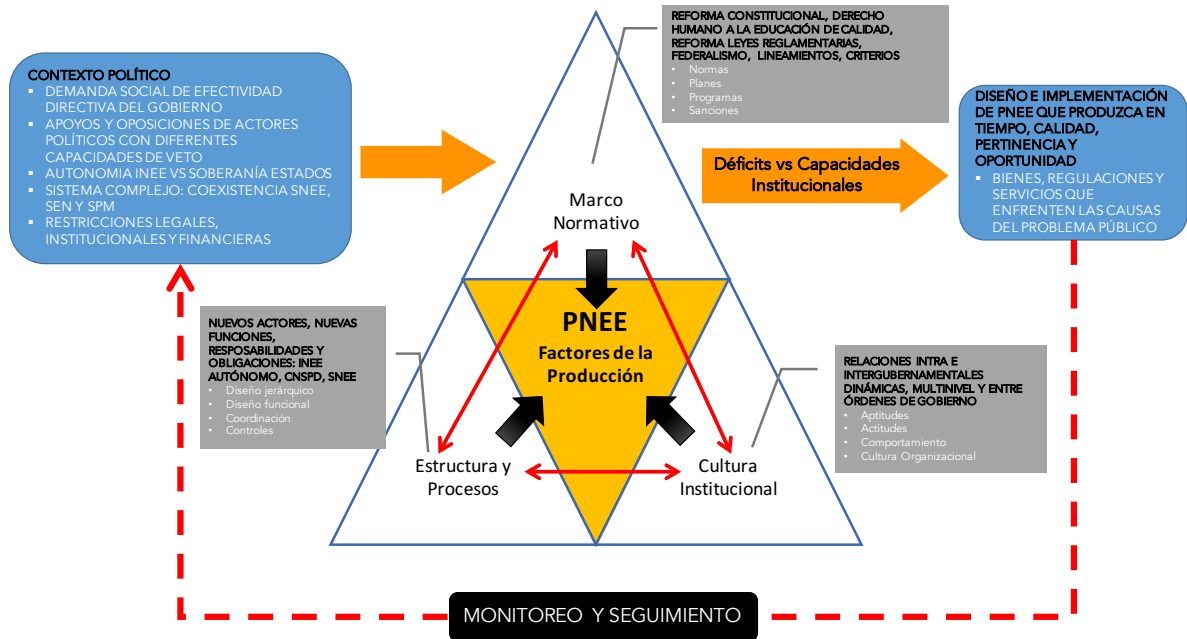 CONTEXTO POLÍTICO
▪ DEMANDA SOCIAL DE EFECTIVIDAD
DIRECTIVA DEL GOBIERNO
▪ APOYOS Y OPOSICIONES DE ACTORES
POLÍTICOS CON DIFERENTES
CAPACIDADES DE VETO
▪ AUTONOMIA INEE VS SOBERANÍA ESTADOS
▪ SISTEMA COMPLEJO: COEXISTENCIA SNEE,
SEN Y SPM
▪ RESTRICCIONES LEGALES,
INSTITUCIONALES Y FINANCIERAS
REFORMA CONSTITUCIONAL, DERECHO
HUMANO A LA EDUCACIÓN DE CALIDAD,
REFORMA LEYES REGLAMENTARIAS,
FEDERALISMO, LINEAMIENTOS, CRITERIOS
• Normas
• Planes
• Programas
• Sanciones
Déficits vs Capacidades
Institucionales
DISEÑO E IMPLEMENTACIÓN
DE PNEE QUE PRODUZCA EN
TIEMPO, CALIDAD,
PERTINENCIA Y
OPORTUNIDAD
▪ BIENES, REGULACIONES Y
SERVICIOS QUE
ENFRENTEN LAS CAUSAS
DEL PROBLEMA PÚBLICO
Marco
Normativo
PNEE
Factores de la
Producción
NUEVOS ACTORES, NUEVAS
FUNCIONES,
RESPOSABILIDADES Y
OBLIGACIONES: INEE
AUTÓNOMO, CNSPD, SNEE
• Diseño jerárquico
• Diseño funcional
• Coordinación
• Controles
RELACIONES INTRA E
INTERGUBERNAMENTALES
DINÁMICAS, MULTINIVEL Y ENTRE
ÓRDENES DE GOBIERNO
• Aptitudes
• Actitudes
• Comportamiento
• Cultura Organizacional
Estructura y
Procesos
Cultura
Institucional
MONITOREO Y SEGUIMIENTO